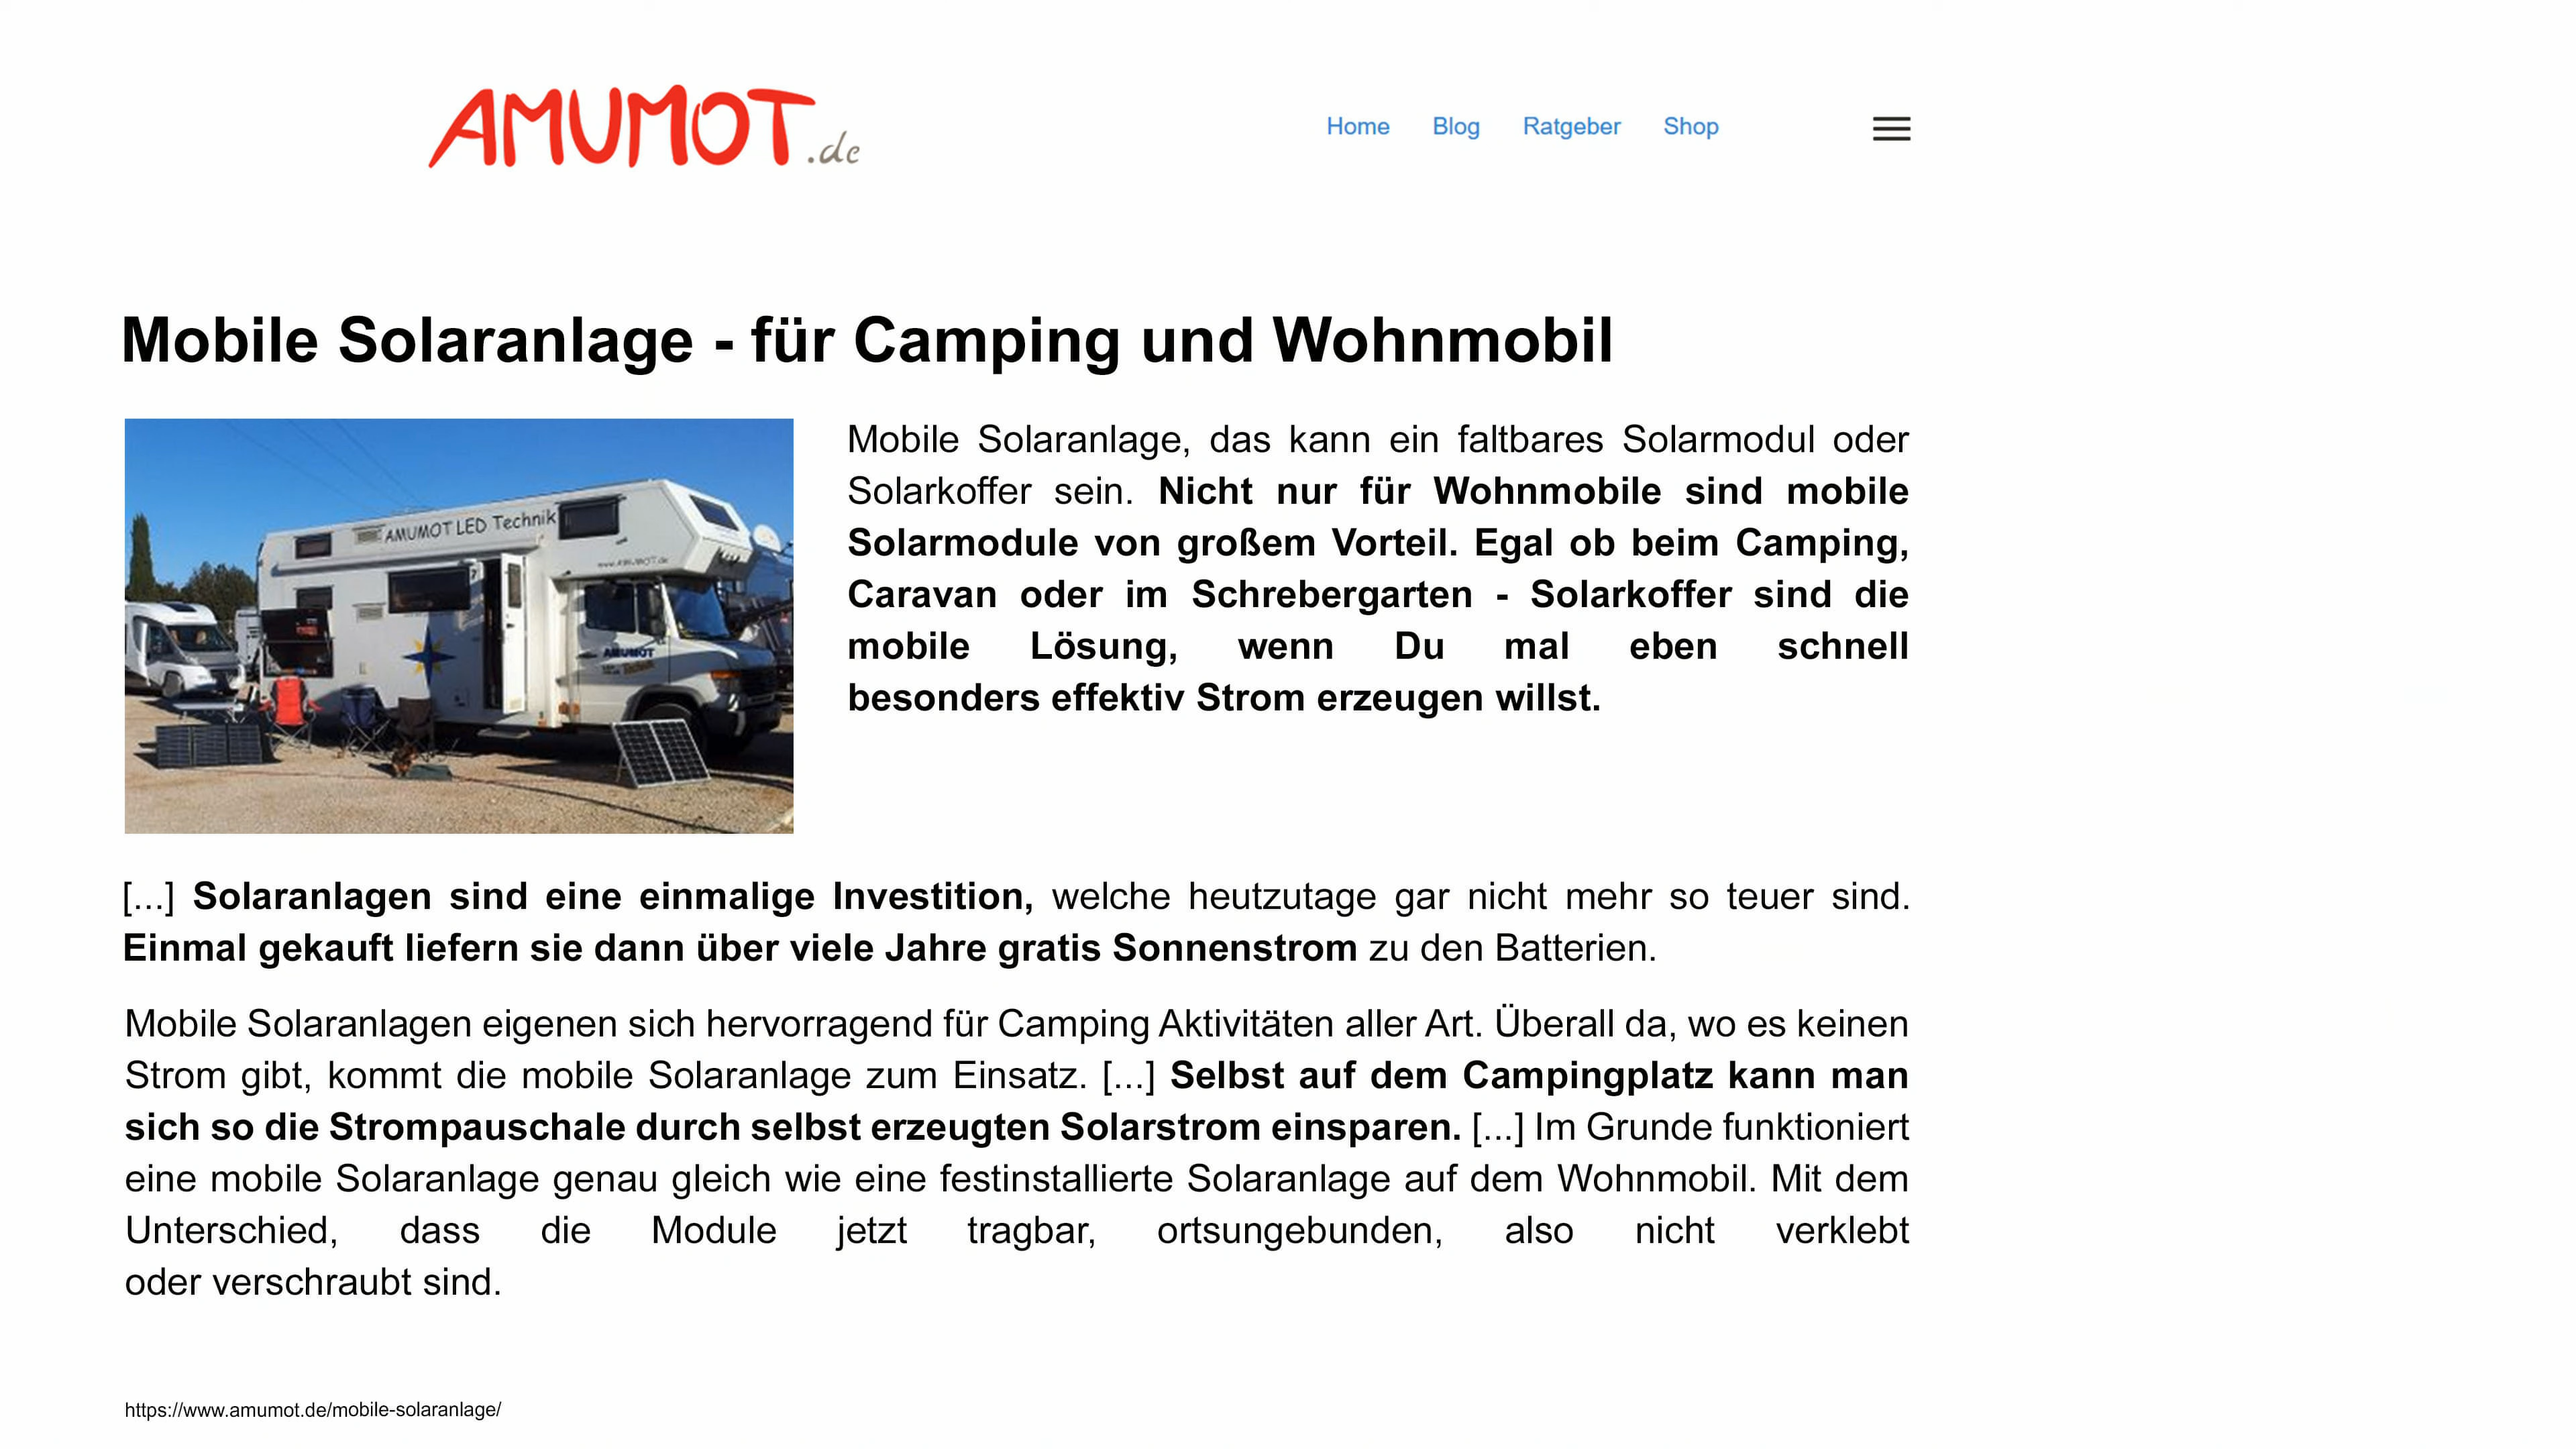 AMUMOT.de
Home Blog Ratgeber Shop
Mobile Solaranlage - für Camping und Wohnmobil
AMUMOT LED Technik
www.AMUMOT.de
AMUMOT
Mobile Solaranlage, das kann ein faltbares Solarmodul oder
Solarkoffer sein. Nicht nur für Wohnmobile sind mobile
Solarmodule von großem Vorteil. Egal ob beim Camping,
Caravan oder im Schrebergarten - Solarkoffer sind die
mobile Lösung, wenn Du mal eben schnell
besonders effektiv Strom erzeugen willst.
[...] Solaranlagen sind eine einmalige Investition, welche heutzutage gar nicht mehr so teuer sind.
Einmal gekauft liefern sie dann über viele Jahre gratis Sonnenstrom zu den Batterien.
Mobile Solaranlagen eigenen sich hervorragend für Camping Aktivitäten aller Art. Überall da, wo es keinen
Strom gibt, kommt die mobile Solaranlage zum Einsatz. [...] Selbst auf dem Campingplatz kann man
sich so die Strompauschale durch selbst erzeugten Solarstrom einsparen. [...] Im Grunde funktioniert
eine mobile Solaranlage genau gleich wie eine festinstallierte Solaranlage auf dem Wohnmobil. Mit dem
Unterschied, dass die Module jetzt tragbar, ortsungebunden, also nicht verklebt
oder verschraubt sind.
https://www.amumot.de/mobile-solaranlage/